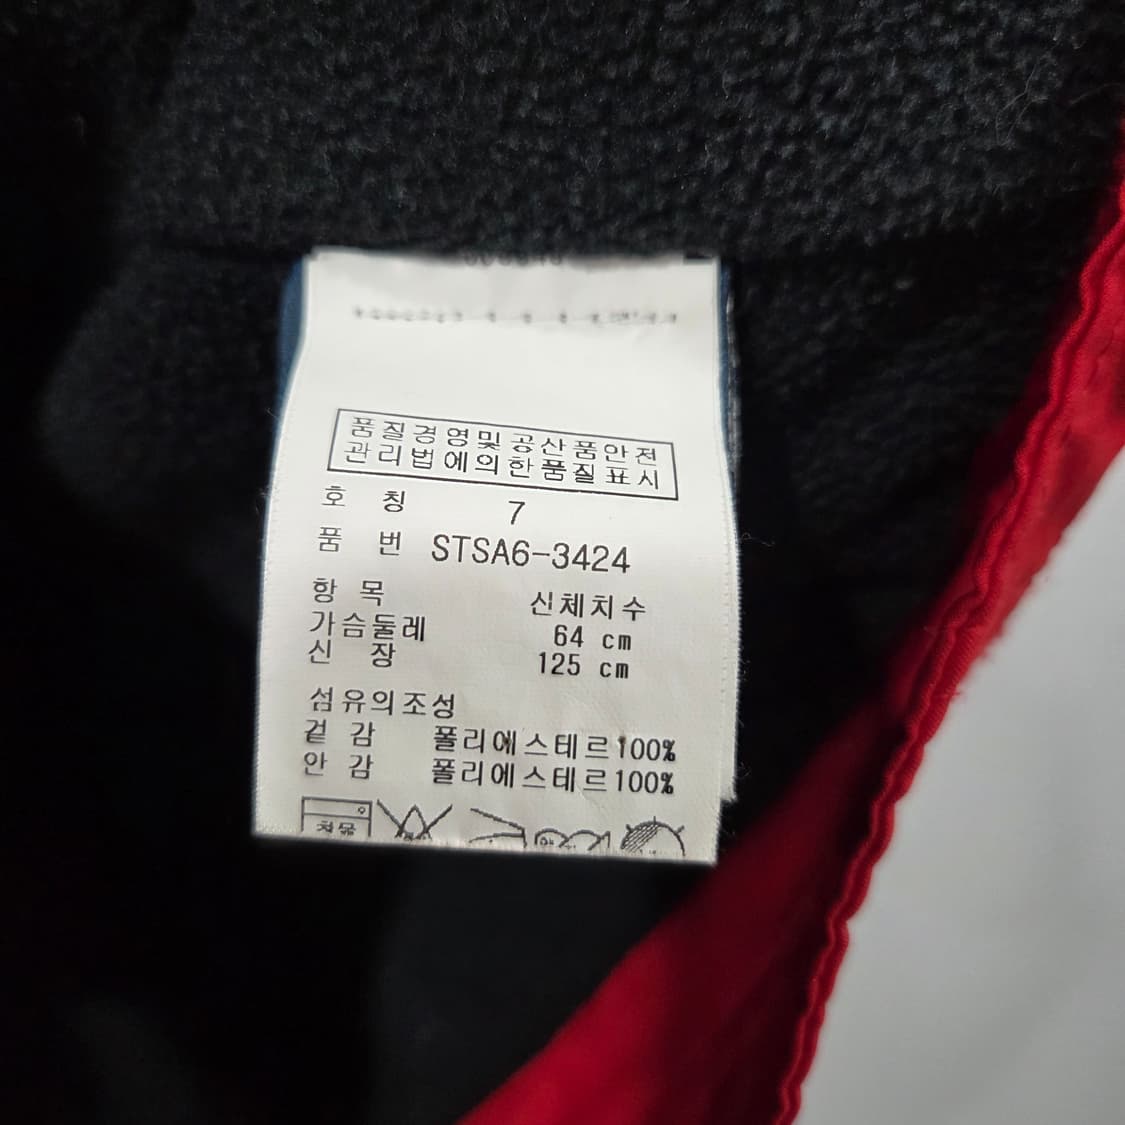 품질경영및공산품안전
관리법에의한품질표시
호 칭 7
품 번 STSA6-3424
항 목 신체치수
가슴둘레 64 cm
신 장 125 cm
섬유의조성
겉 감 폴리에스테르100%
안 감 폴리에스테르100%